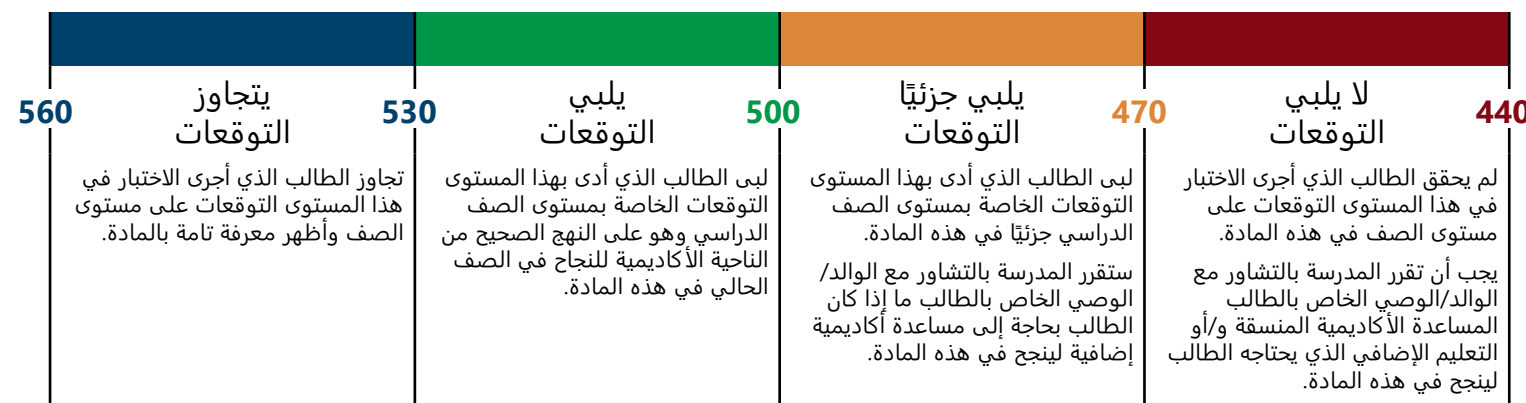 440
لا يلبي
التوقعات
لم يحقق الطالب الذي أجرى الاختبار
في هذا المستوى التوقعات على
مستوى الصف في هذه المادة.
يجب أن تقرر المدرسة بالتشاور مع
الوالد/الوصي الخاص بالطالب
المساعدة الأكاديمية المنسقة و/أو
التعليم الإضافي الذي يحتاجه الطالب
لينجح في هذه المادة.
470
يلبي جزئيًا
التوقعات
لبى الطالب الذي أدى بهذا المستوى
التوقعات الخاصة بمستوى الصف
الدراسي جزئيًا في هذه المادة.
ستقرر المدرسة بالتشاور مع الوالد/
الوصي الخاص بالطالب ما إذا كان
الطالب بحاجة إلى مساعدة أكاديمية
إضافية لينجح في هذه المادة.
500
يلبي
التوقعات
لبى الطالب الذي أدى بهذا المستوى
التوقعات الخاصة بمستوى الصف
الدراسي وهو على النهج الصحيح من
الناحية الأكاديمية للنجاح في الصف
الحالي في هذه المادة.
530
يتجاوز
التوقعات
تجاوز الطالب الذي أجرى الاختبار في
هذا المستوى التوقعات على مستوى
الصف وأظهر معرفة تامة بالمادة.
560